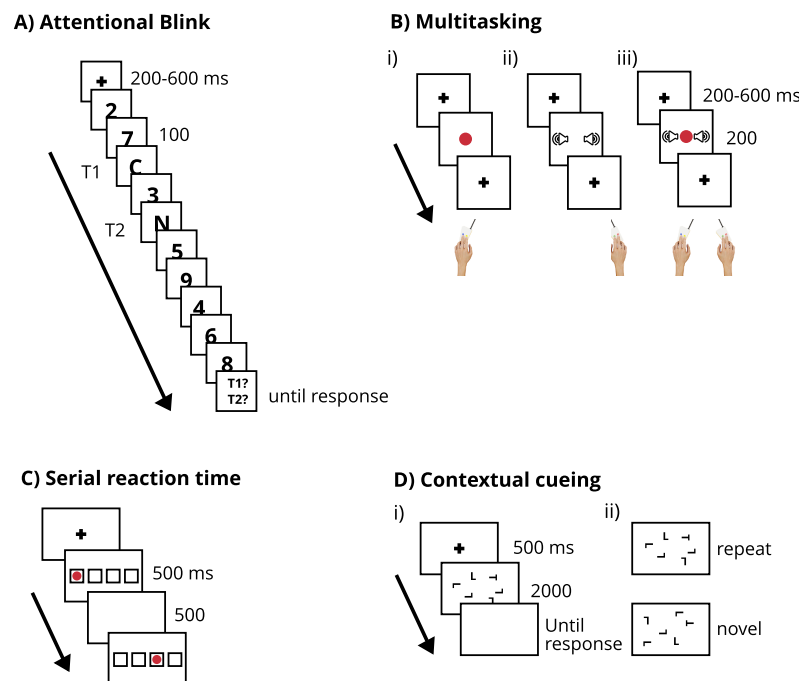 A) Attentional Blink
200-600 ms
2
7
100
T1
C
3
T2
N
5
9
4
6
8
T1?
T2?
until response
B) Multitasking
i)
ii)
iii)
200-600 ms
200
C) Serial reaction time
500 ms
500
D) Contextual cueing
i)
500 ms
2000
Until
response
ii)
repeat
novel